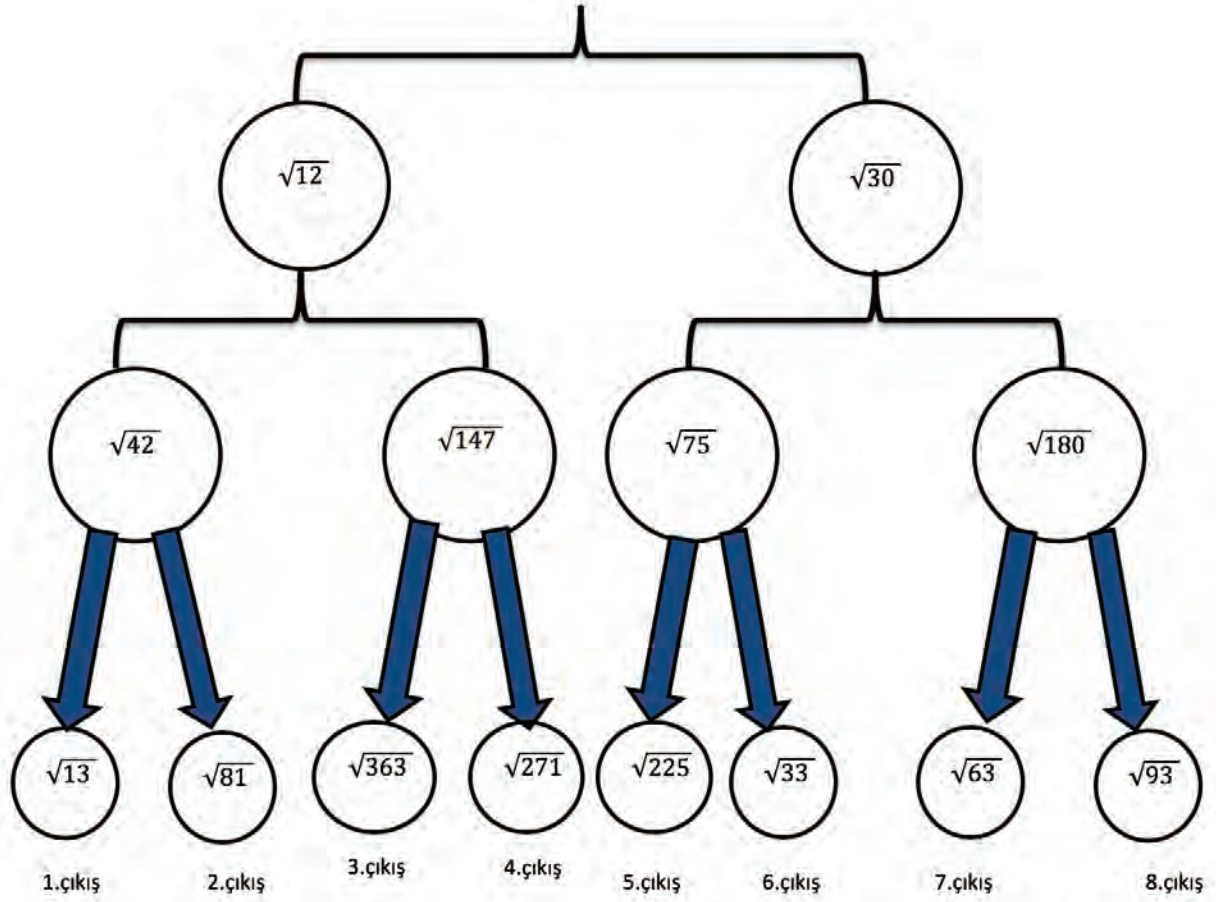 √12 √30
√42 √147 √75 √180
√13 √81 √363 √271 √225 √33 √63 √93
1.çıkış 2.çıkış 3.çıkış 4.çıkış 5.çıkış 6.çıkış 7.çıkış 8.çıkış